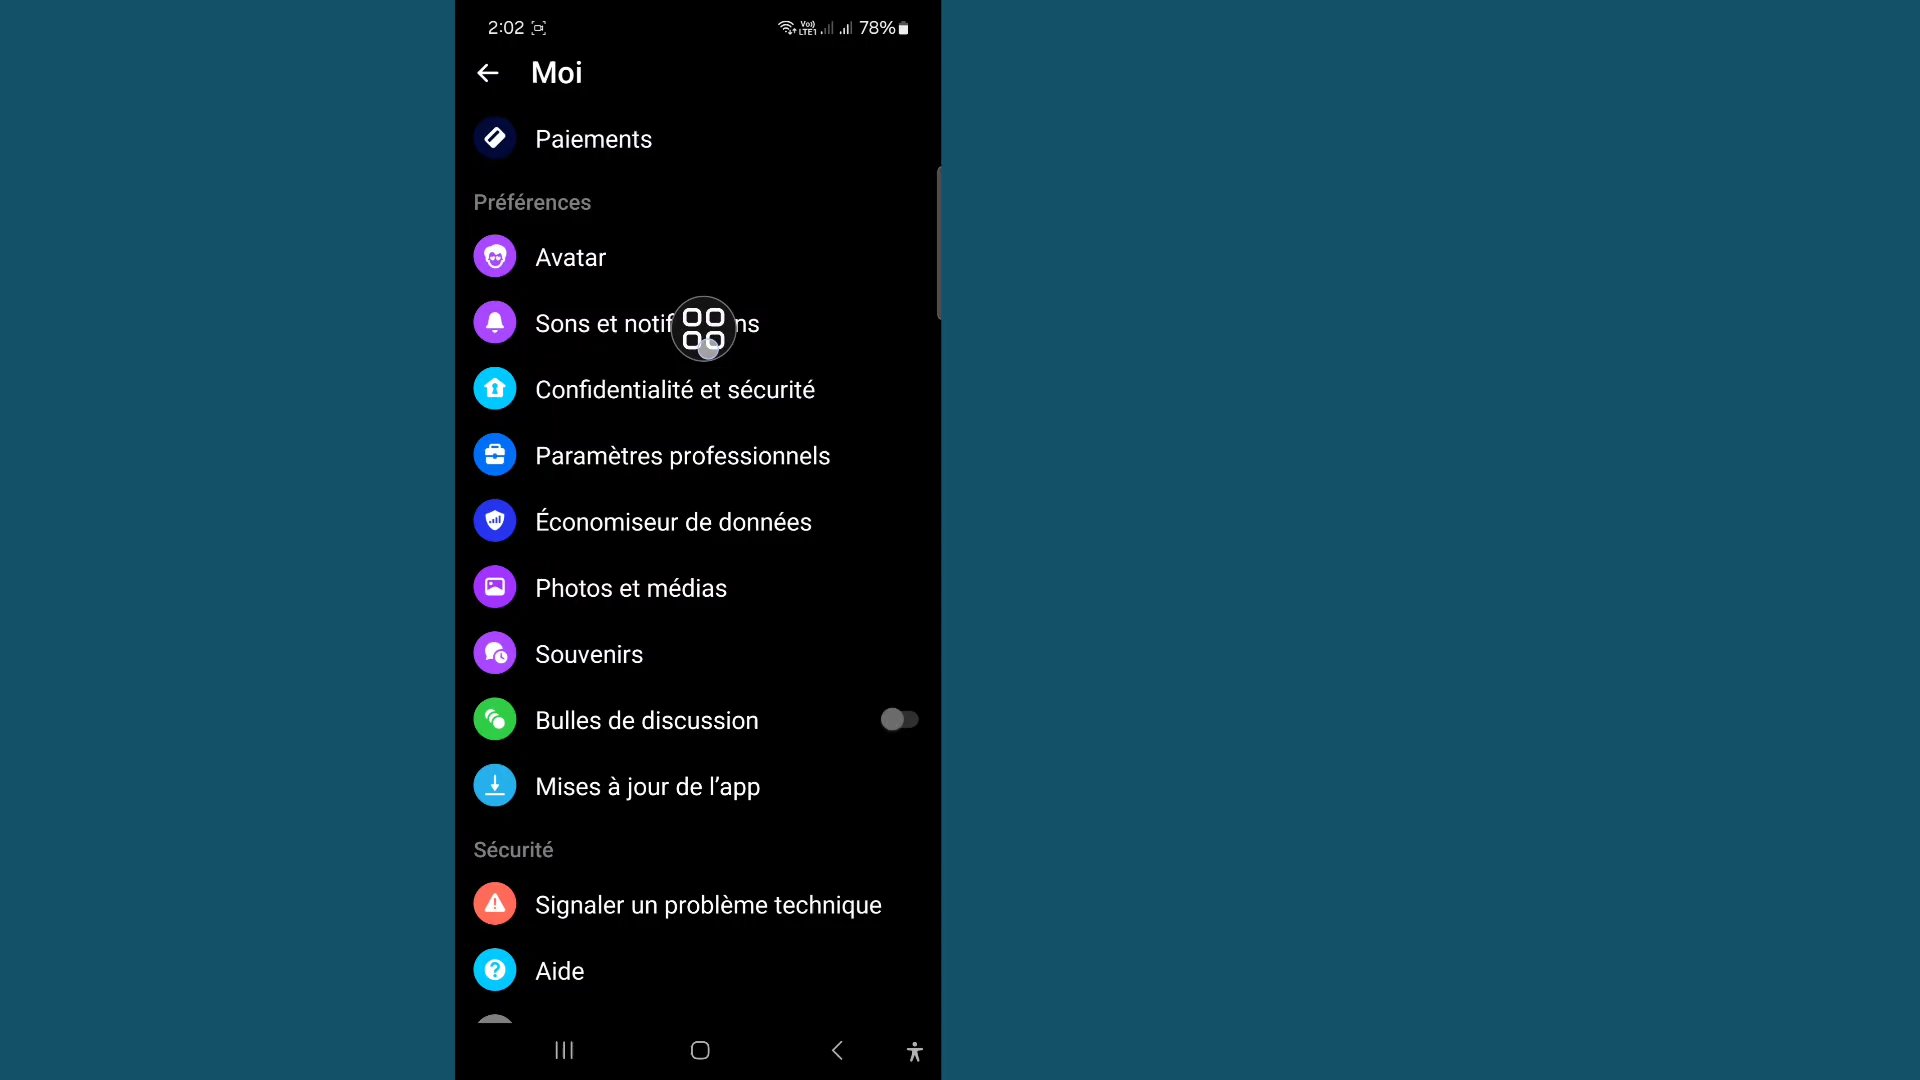 2:02 78%
Moi
Paiements
Préférences
Avatar
Sons et notif ns
Confidentialité et sécurité
Paramètres professionnels
Économiseur de données
Photos et médias
Souvenirs
Bulles de discussion
Mises à jour de l’app
Sécurité
Signaler un problème technique
Aide